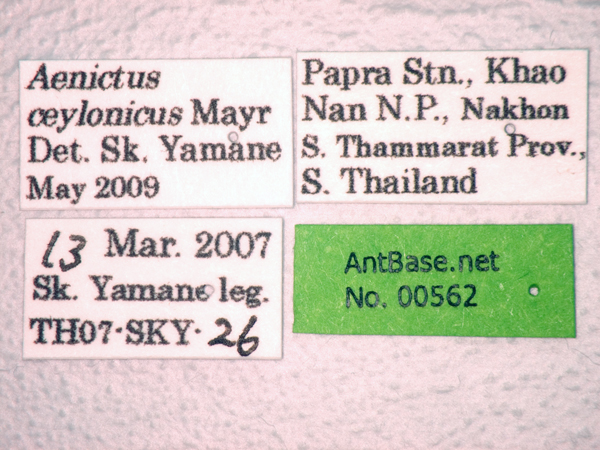 Aenictus
ceylonicus Mayr
Det. Sk. Yamane
May 2009
Papra Stn., Khao
Nan N.P., Nakhon
S. Thammarat Prov.,
S. Thailand
13 Mar. 2007
Sk. Yamane leg.
TH07-SKY-26
AntBase.net
No. 00562